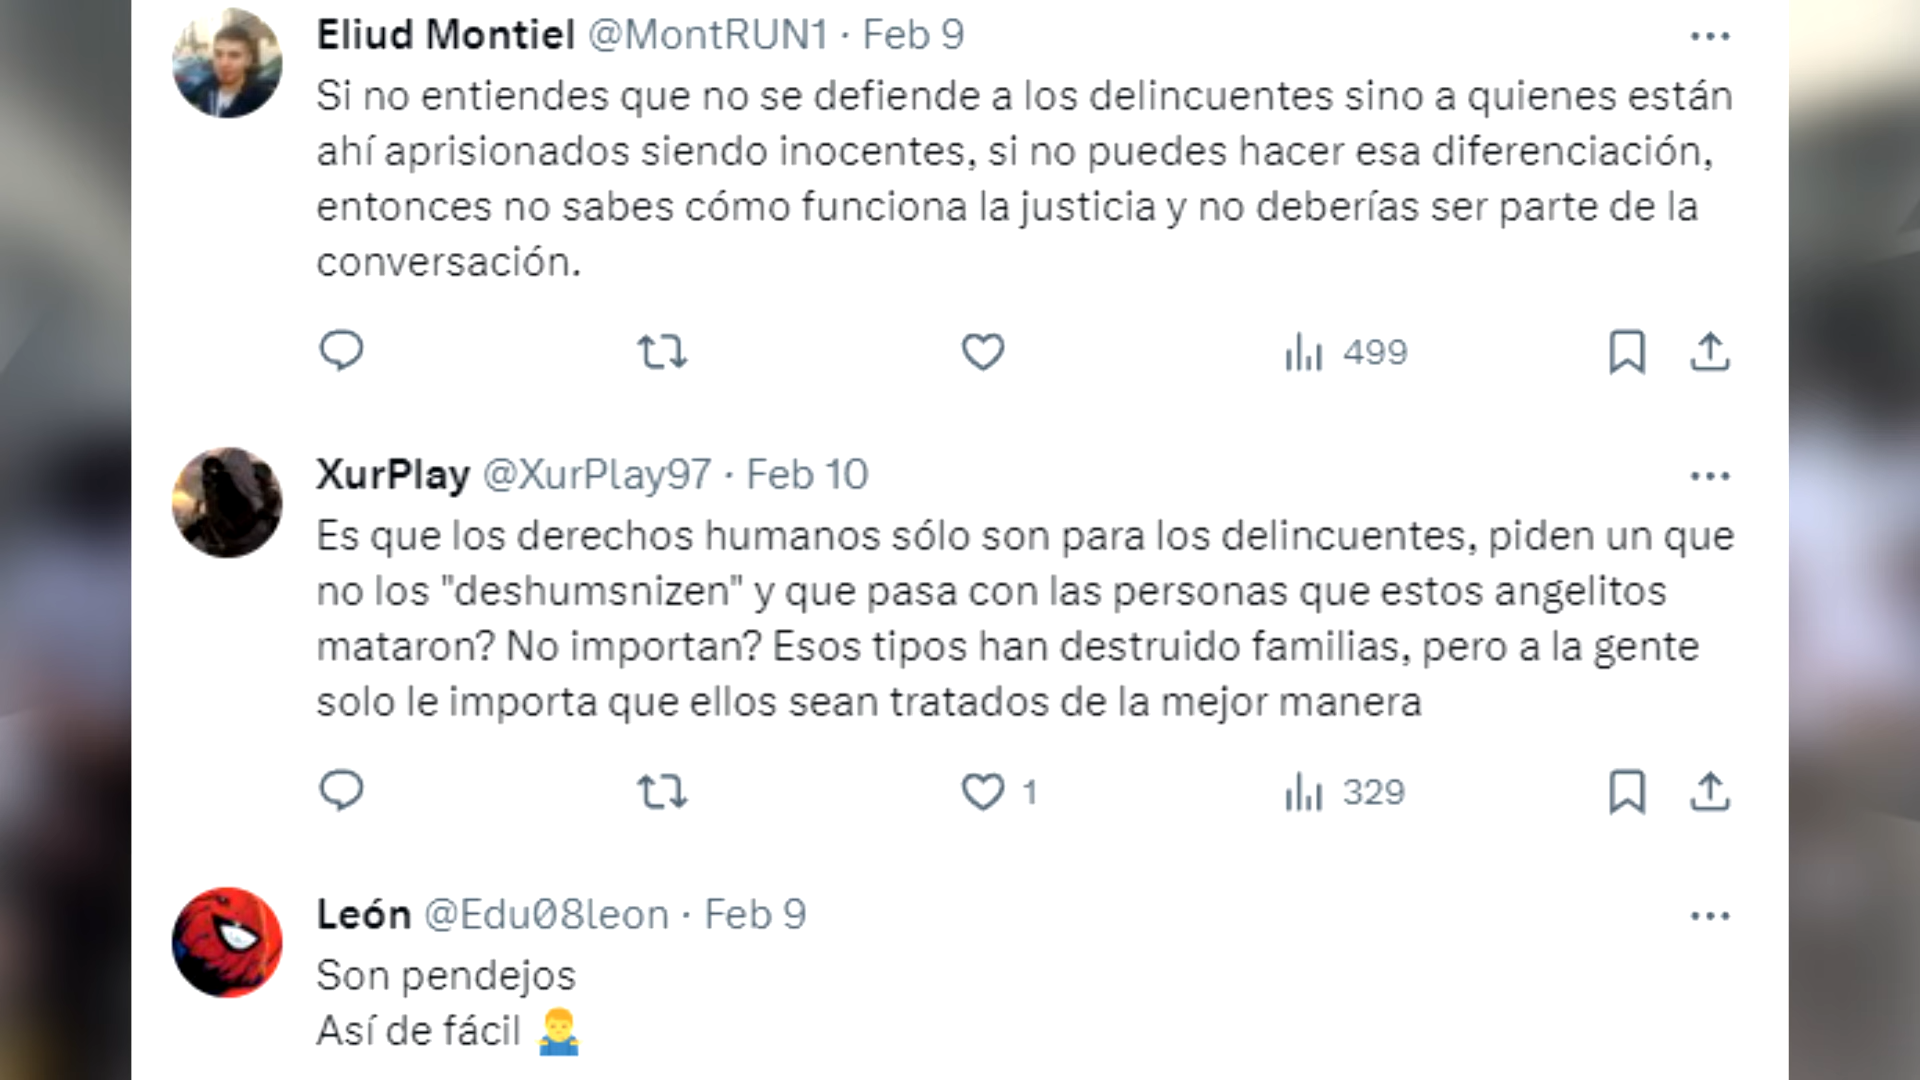 Eliud Montiel @MontRUN1 · Feb 9
Si no entiendes que no se defiende a los delincuentes sino a quienes están
ahí aprisionados siendo inocentes, si no puedes hacer esa diferenciación,
entonces no sabes cómo funciona la justicia y no deberías ser parte de la
conversación.
499
XurPlay @XurPlay97 · Feb 10
Es que los derechos humanos sólo son para los delincuentes, piden un que
no los "deshumsnizen" y que pasa con las personas que estos angelitos
mataron? No importan? Esos tipos han destruido familias, pero a la gente
solo le importa que ellos sean tratados de la mejor manera
1 329
León @Edu08leon · Feb 9
Son pendejos
Así de fácil 🤷‍♂️